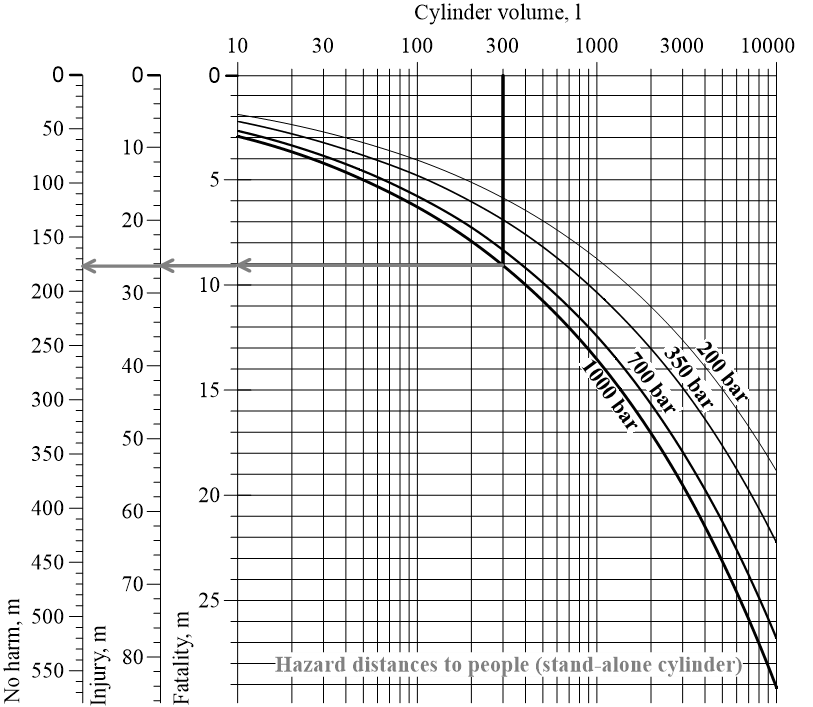 Cylinder volume, l
10 30 100 300 1000 3000 10000
0 0 0
50
10
100
5
150
20
200
10
30
250
40
300
15
350
50
400
20
60
450
25
500
70
550
80
200 bar
350 bar
700 bar
1000 bar
No harm, m
Injury, m
Fatality, m
Hazard distances to people (stand-alone cylinder)